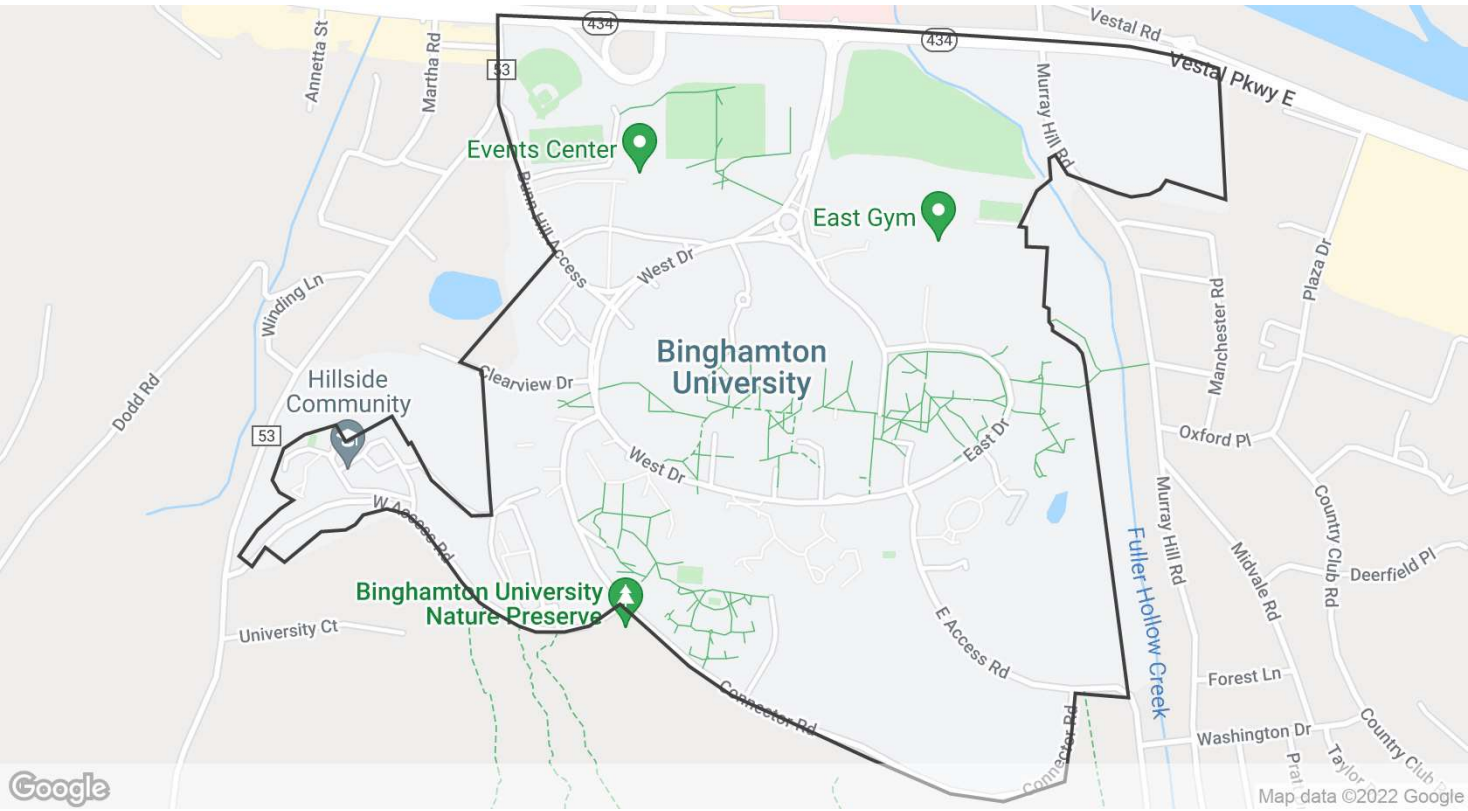 434
434
Vestal Rd
Vestal Pkwy E
Annetta St
Martha Rd
53
Murray Hill Rd
Events Center
Bunn Hill Access
East Gym
West Dr
Winding Ln
Plaza Dr
Manchester Rd
Binghamton
University
Clearview Dr
Hillside
Community
Dodd Rd
53
East Dr
Oxford Pl
West Dr
W Access Rd
Murray Hill Rd
Country Club Rd
Midvale Rd
Deerfield Pl
Fuller Hollow Creek
Binghamton University
Nature Preserve
E Access Rd
University Ct
Forest Ln
Connector Rd
Connector Rd
Washington Dr
Country Club
Taylor
Google
Map data ©2022 Google